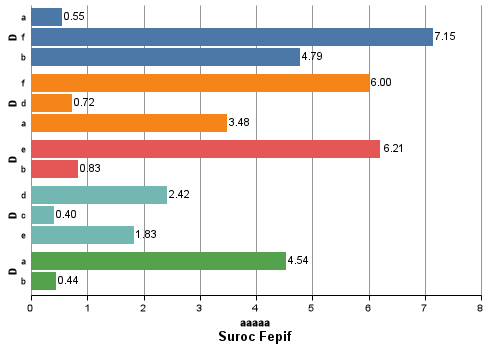 a 0.55
D f 7.15
b 4.79
f 6.00
D d 0.72
a 3.48
e 6.21
D
b 0.83
d 2.42
D c 0.40
e 1.83
a 4.54
D
b 0.44
0 1 2 3 4 5 6 7 8
aaaaa
Suroc Fepif